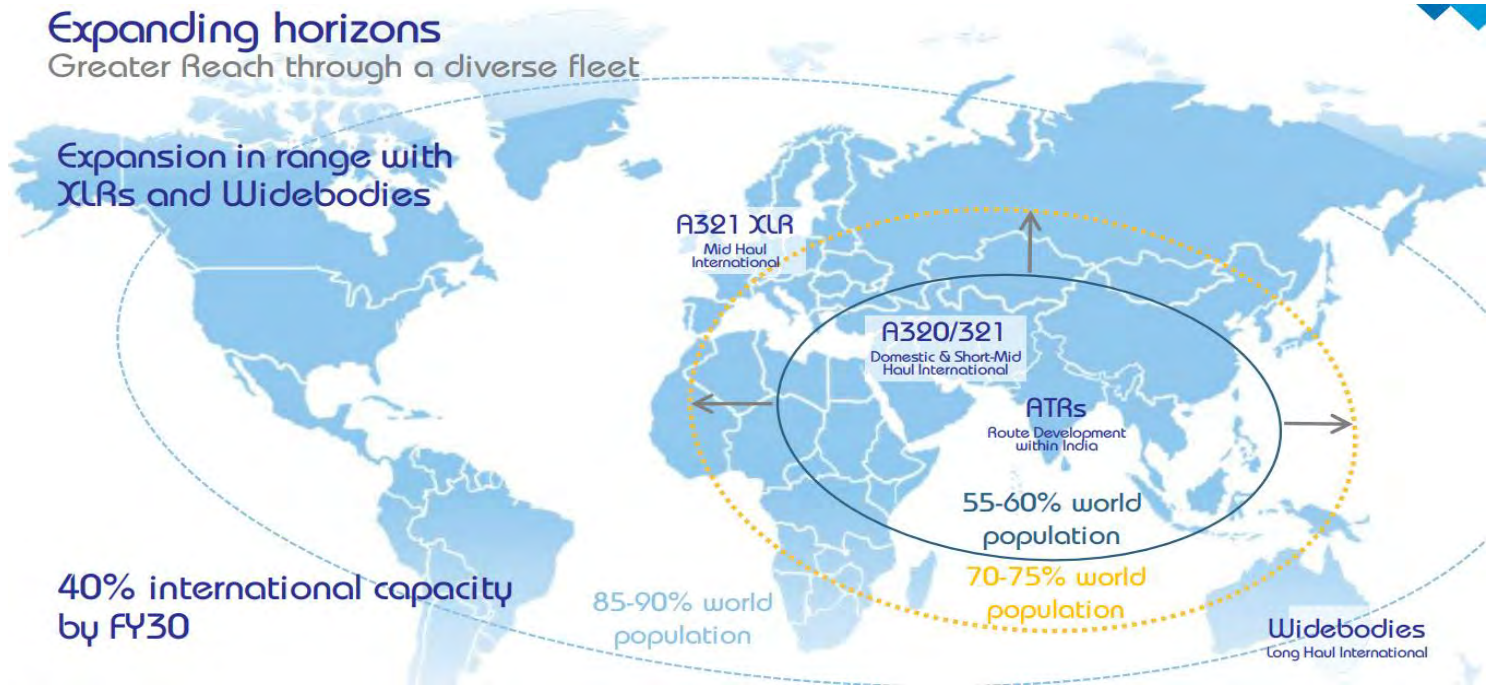 Expanding horizons
Greater Reach through a diverse fleet
Expansion in range with
XLRs and Widebodies
A321 XLR
Mid Haul
International
A320/321
Domestic & Short-Mid
Haul International
ATRs
Route Development
within India
55-60% world
population
70-75% world
population
85-90% world
population
40% international capacity
by FY30
Widebodies
Long Haul International